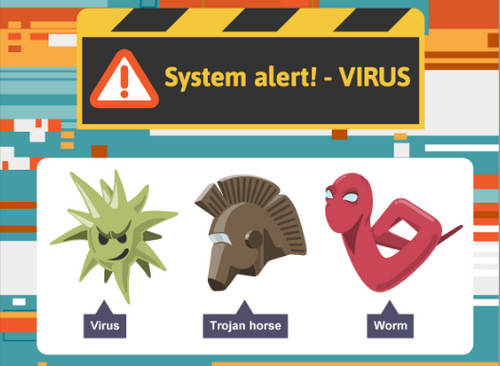 System alert! - VIRUS
Virus
Trojan horse
Worm